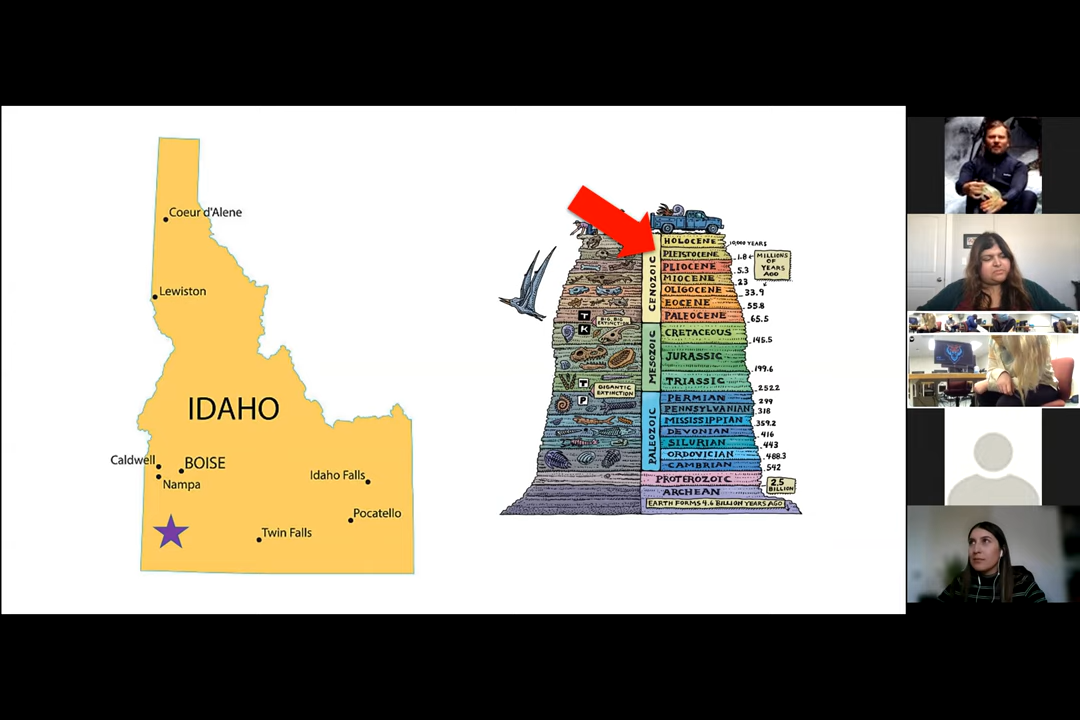 Coeur d'Alene
Lewiston
IDAHO
Caldwell
BOISE
Nampa
Idaho Falls
Pocatello
Twin Falls
HOLOCENE
10,000 YEARS
PLEISTOCENE
1.8
MILLIONS
OF
YEARS
AGO
PLIOCENE
5.3
MIOCENE
23
OLIGOCENE
33.9
EOCENE
55.8
PALEOCENE
65.5
CENOZOIC
T
BIG, BIG
EXTINCTION
K
CRETACEOUS
145.5
JURASSIC
199.6
MESOZOIC
TRIASSIC
252.2
T
GIGANTIC
EXTINCTION
P
PERMIAN
299
PENNSYLVANIAN
318
MISSISSIPPIAN
359.2
DEVONIAN
416
SILURIAN
443
ORDOVICIAN
488.3
CAMBRIAN
542
PALEOZOIC
PROTEROZOIC
2.5
BILLION
ARCHEAN
EARTH FORMS 4.6 BILLION YEARS AGO